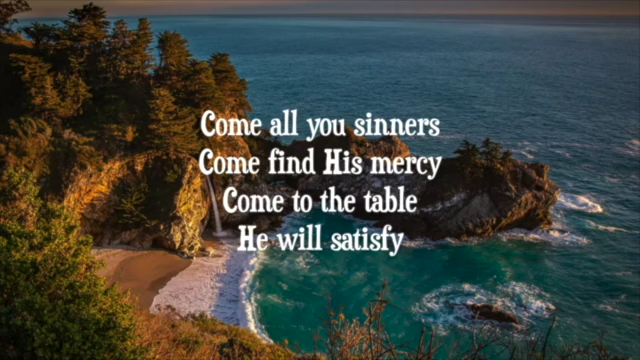 Come all you sinners
Come find His mercy
Come to the table
He will satisfy